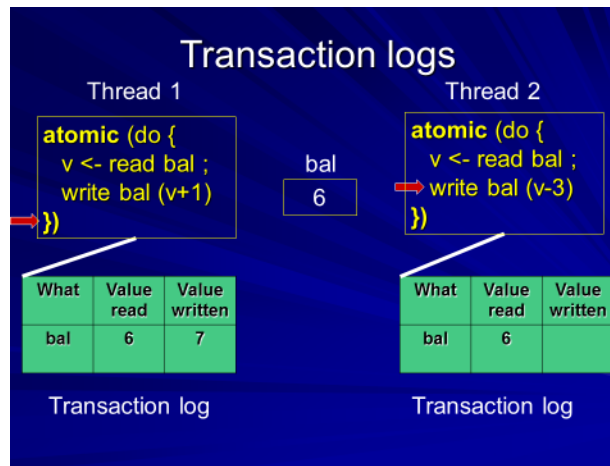 Transaction logs
Thread 1
atomic (do {
v <- read bal ;
write bal (v+1)
})
bal
6
Thread 2
atomic (do {
v <- read bal ;
write bal (v-3)
})
What Value read Value written
bal 6 7
Transaction log
What Value read Value written
bal 6
Transaction log